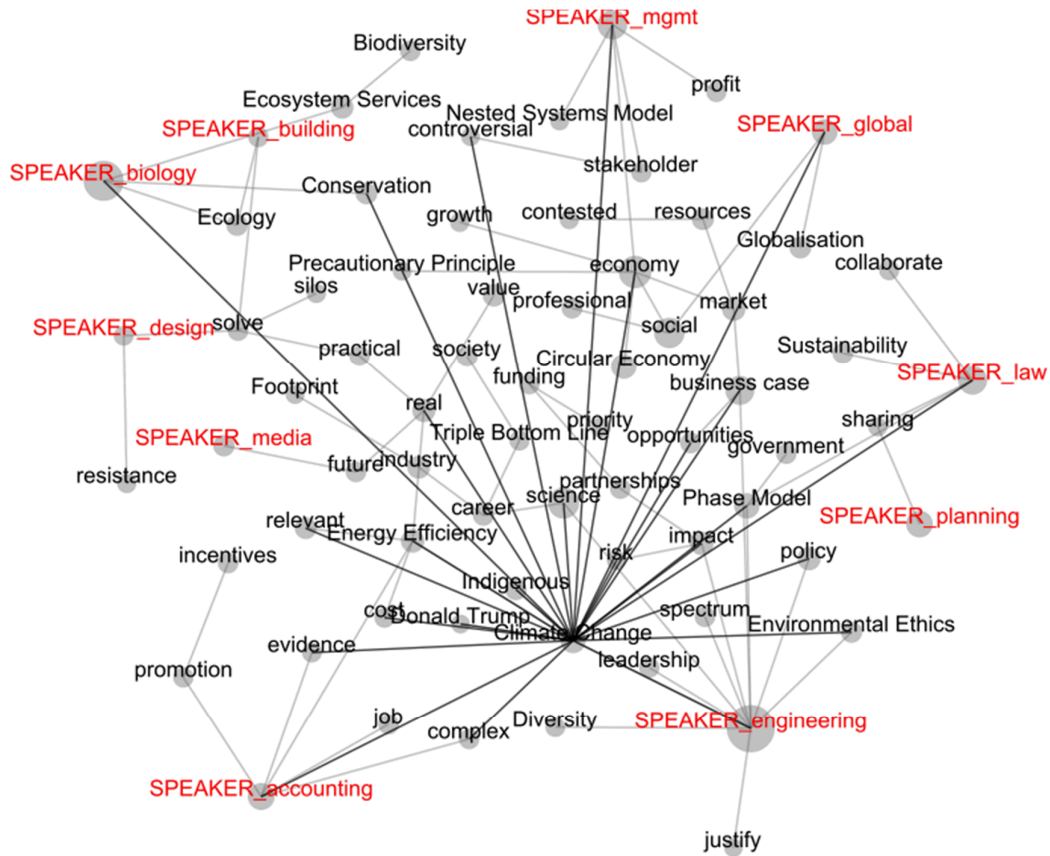 SPEAKER_mgmt
Biodiversity
profit
Ecosystem Services
Nested Systems Model
SPEAKER_building
controversial
SPEAKER_global
stakeholder
SPEAKER_biology
Conservation
Ecology
growth
contested
resources
Globalisation
collaborate
Precautionary Principle
economy
silos
value
professional
market
SPEAKER_design
solve
social
practical
society
Circular Economy
Sustainability
funding
business case
SPEAKER_law
Footprint
real
priority
sharing
SPEAKER_media
Triple Bottom Line
opportunities
government
future
industry
resistance
partnerships
science
Phase Model
career
SPEAKER_planning
relevant
Energy Efficiency
impact
risk
policy
incentives
Indigenous
cost
Donald_Trump
spectrum
Climate Change
Environmental Ethics
evidence
leadership
promotion
job
complex
Diversity
SPEAKER_engineering
SPEAKER_accounting
justify